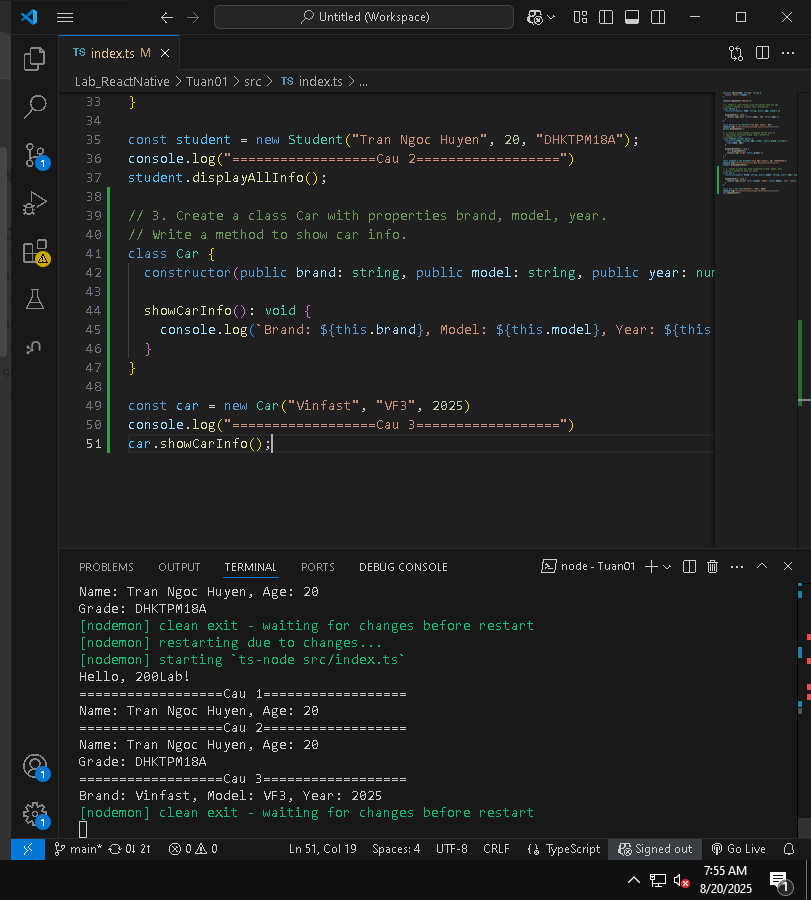 Untitled (Workspace)
TS index.ts M
Lab_ReactNative > Tuan01 > src > TS index.ts > ...
33 }
34
35 const student = new Student("Tran Ngoc Huyen", 20, "DHKTPM18A");
36 console.log("==================Cau 2==================")
37 student.displayAllInfo();
38
39 // 3. Create a class Car with properties brand, model, year.
40 // Write a method to show car info.
41 class Car {
42 constructor(public brand: string, public model: string, public year: num
43
44 showCarInfo(): void {
45 console.log(`Brand: ${this.brand}, Model: ${this.model}, Year: ${this
46 }
47 }
48
49 const car = new Car("Vinfast", "VF3", 2025)
50 console.log("==================Cau 3==================")
51 car.showCarInfo();
PROBLEMS OUTPUT TERMINAL PORTS DEBUG CONSOLE node - Tuan01
Name: Tran Ngoc Huyen, Age: 20
Grade: DHKTPM18A
[nodemon] clean exit - waiting for changes before restart
[nodemon] restarting due to changes...
[nodemon] starting `ts-node src/index.ts`
Hello, 200Lab!
==================Cau 1==================
Name: Tran Ngoc Huyen, Age: 20
==================Cau 2==================
Name: Tran Ngoc Huyen, Age: 20
Grade: DHKTPM18A
==================Cau 3==================
Brand: Vinfast, Model: VF3, Year: 2025
[nodemon] clean exit - waiting for changes before restart
1
1
1
main* 0↓ 2↑ 0 0 Ln 51, Col 19 Spaces: 4 UTF-8 CRLF {} TypeScript Signed out Go Live
7:55 AM
8/20/2025
1